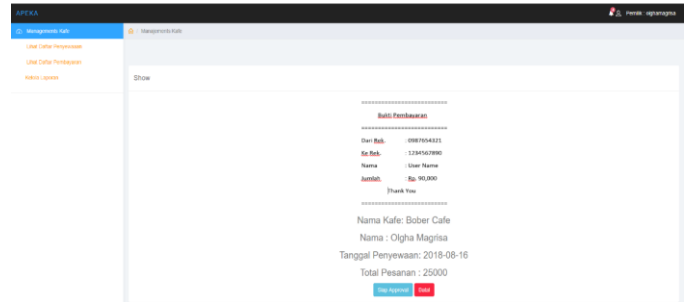 APEKA
Pemilik : olghamagrisa
Managements Kafe
/ Managements Kafe
Lihat Daftar Penyewaan
Lihat Daftar Pembayaran
Kelola Laporan
Show
==========================
Bukti Pembayaran
==========================
Dari Rek. : 0987654321
Ke Rek. : 1234567890
Nama : User Name
Jumlah : Rp. 90,000
Thank You
==========================
Nama Kafe: Bober Cafe
Nama : Olgha Magrisa
Tanggal Penyewaan: 2018-08-16
Total Pesanan : 25000
Siap Approval Batal